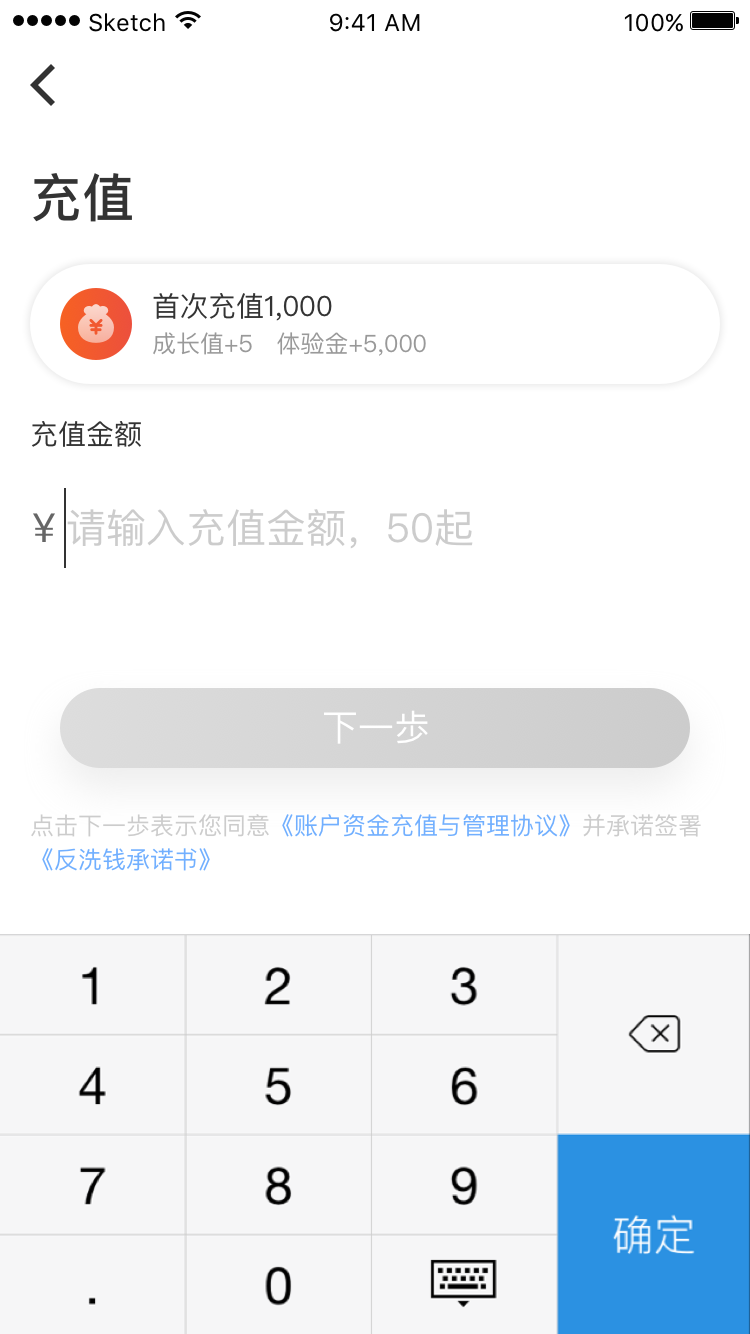 Sketch 9:41 AM 100%
充值
首次充值1,000
成长值+5 体验金+5,000
充值金额
¥ 请输入充值金额，50起
下一歩
点击下一歩表示您同意《账户资金充值与管理协议》并承诺签署
《反洗钱承诺书》
1 2 3
4 5 6
7 8 9
确定
. 0